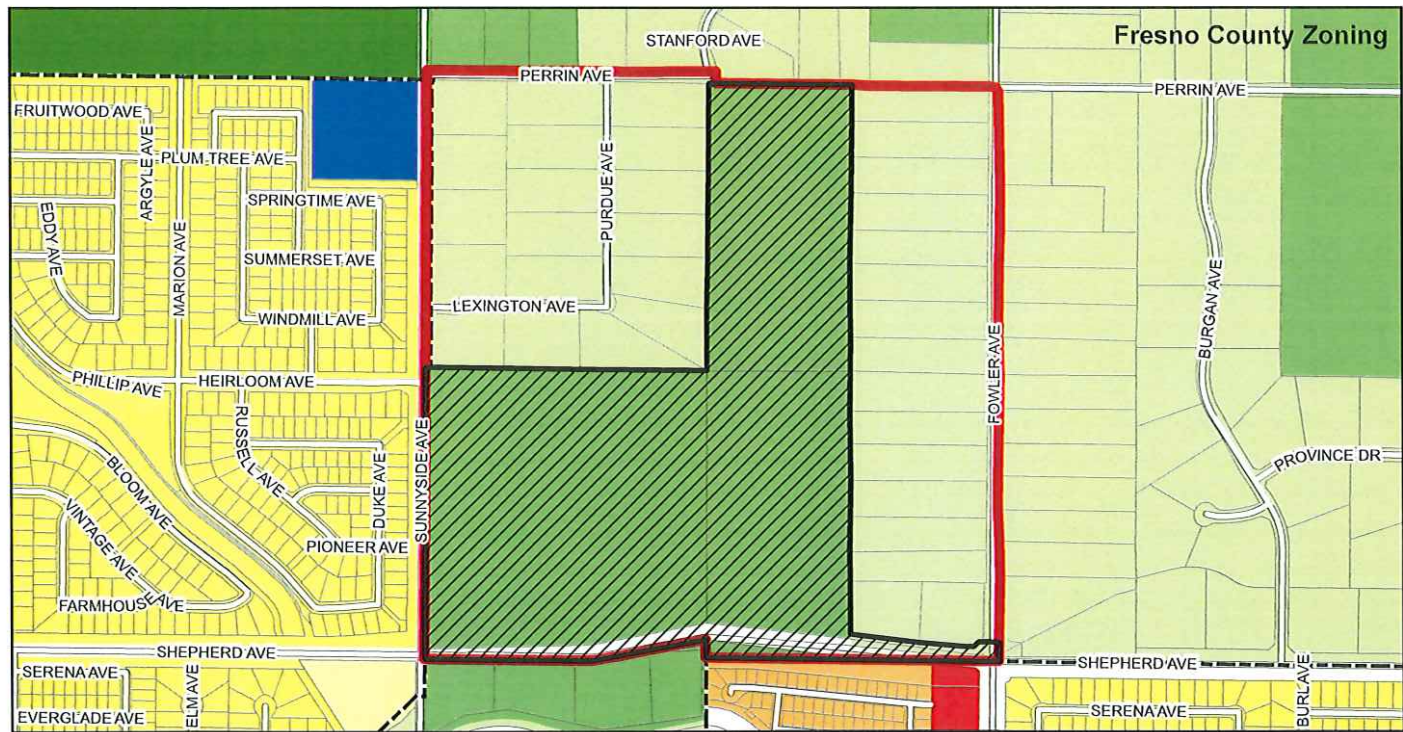 Fresno County Zoning
STANFORD AVE
PERRIN AVE
PERRIN AVE
FRUITWOOD AVE
ARGYLE AVE
PLUM TREE AVE
SPRINGTIME AVE
EDDY AVE
MARION AVE
SUMMERSET AVE
PURDUE AVE
WINDMILL AVE
LEXINGTON AVE
BURGAN AVE
PHILLIP AVE
HEIRLOOM AVE
FOWLER AVE
RUSSELL AVE
SUNNYSIDE AVE
DUKE AVE
BLOOM AVE
PROVINCE DR
VINTAGE AVE
PIONEER AVE
FARMHOUSE AVE
SHEPHERD AVE
SHEPHERD AVE
SERENA AVE
ELM AVE
EVERGLADE AVE
SERENA AVE
BURL AVE